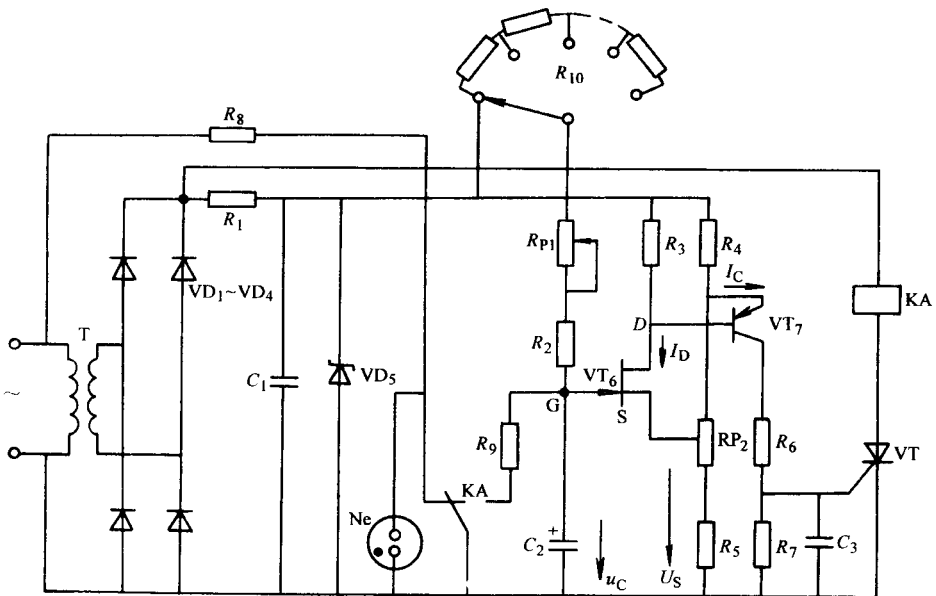 R10
R8
R1
RP1
R3
R4
IC
VD1~VD4
KA
T
D
VT7
R2
ID
~
C1
VD5
VT6
G
S
R9
RP2
R6
VT
KA
Ne
+
C2
uC
US
R5
R7
C3